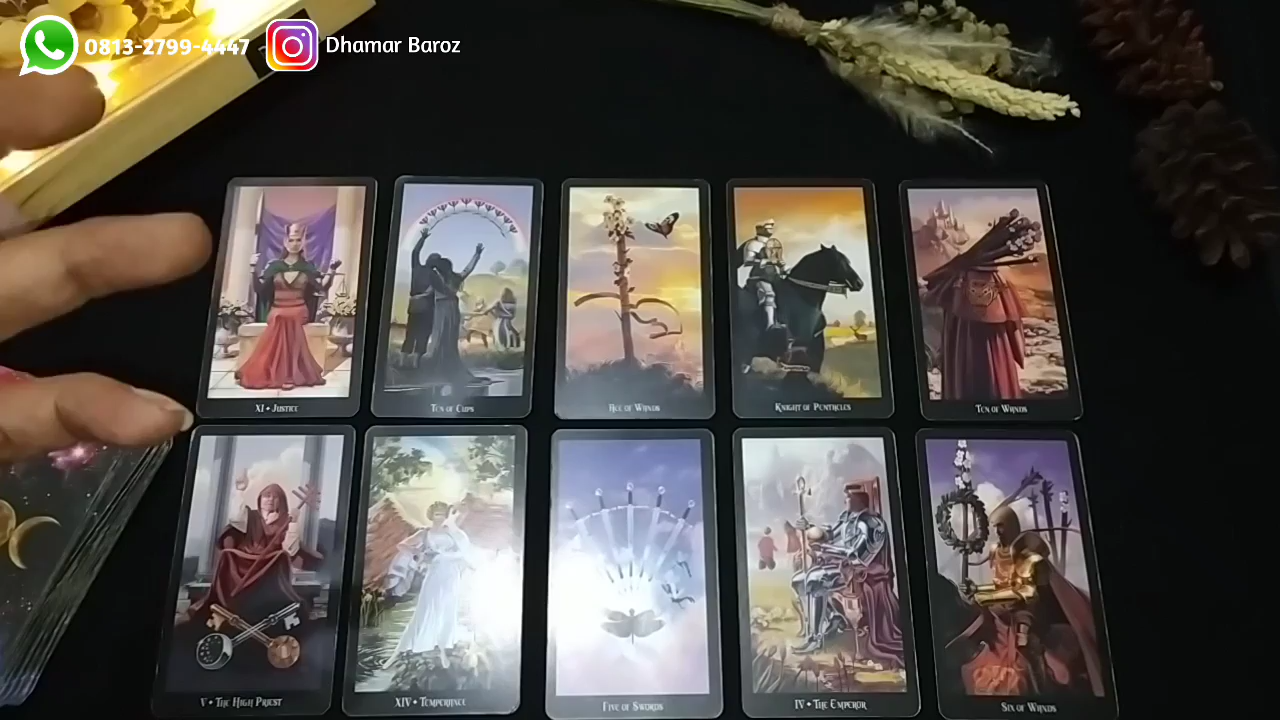 0813-2799-4447
Dhamar Baroz
XI ✦ Justice
Ten of Cups
Ace of Wands
Knight of Pentacles
Ten of Wands
V ✦ The High Priest
XIV ✦ Temperance
Five of Swords
IV ✦ The Emperor
Six of Wands